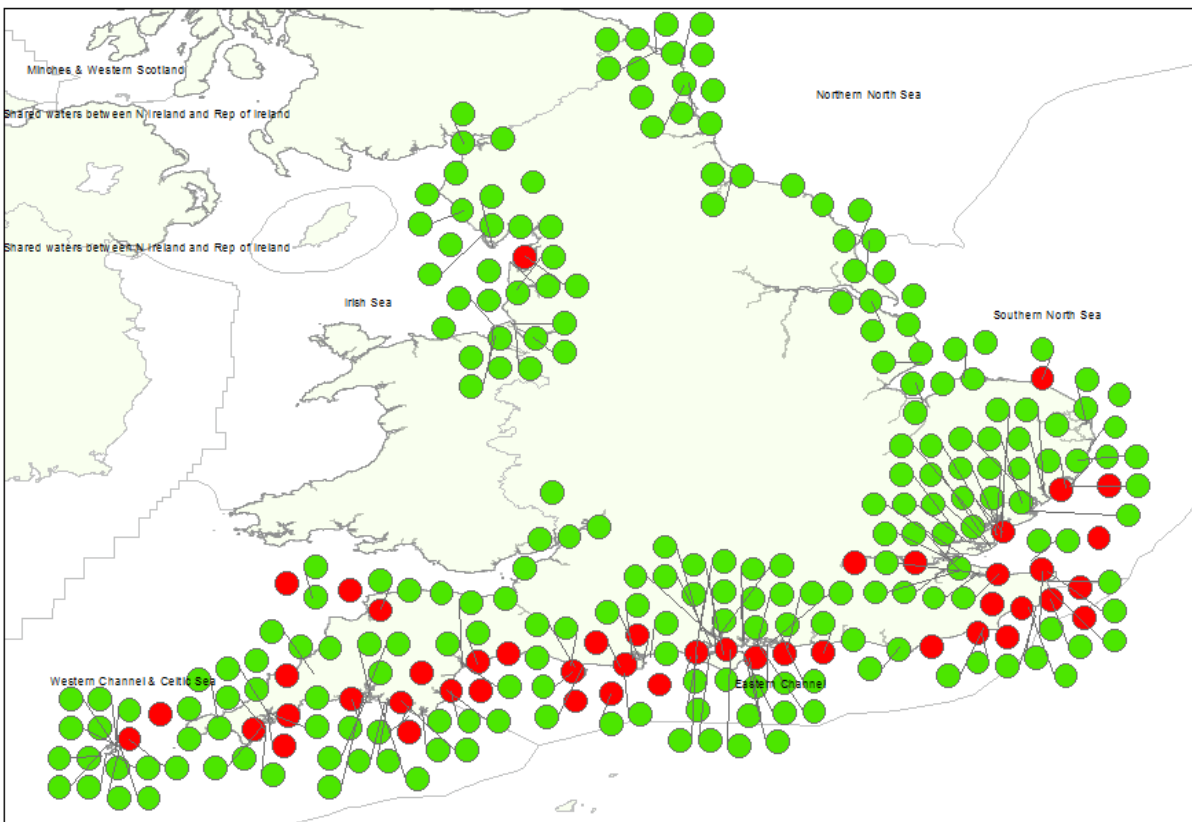 Minches & Western Scotland
Northern North Sea
Shared waters between N Ireland and Rep of Ireland
Shared waters between N Ireland and Rep of Ireland
Irish Sea
Southern North Sea
Western Channel & Celtic Sea
Eastern Channel